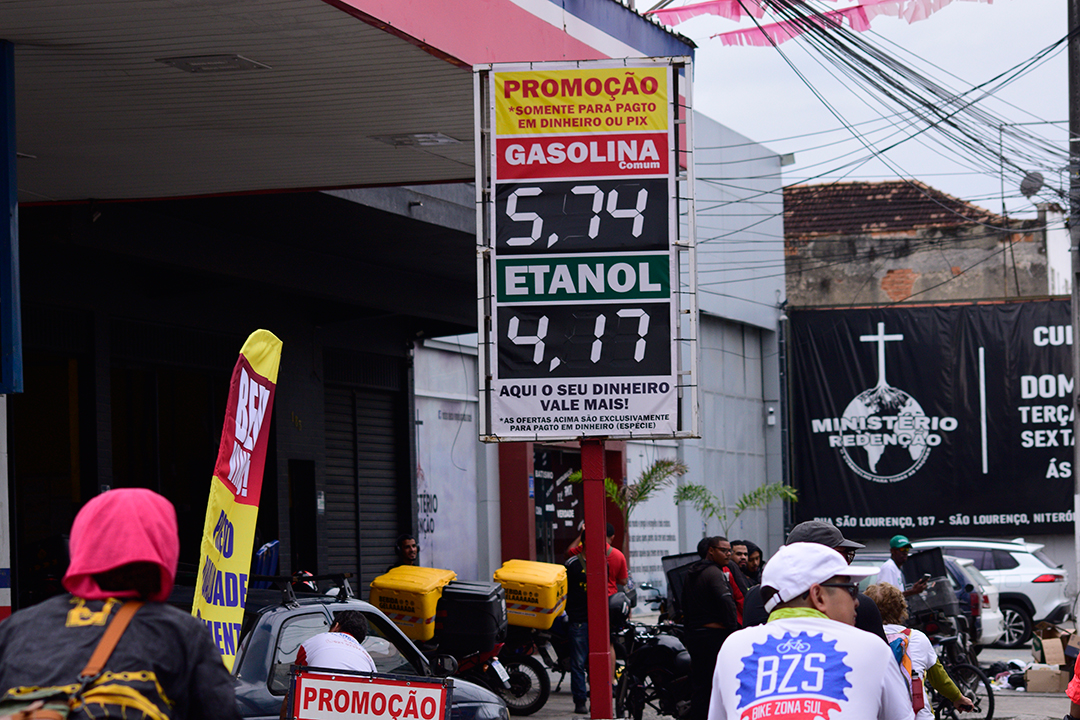 PROMOÇÃO
*SOMENTE PARA PAGTO
EM DINHEIRO OU PIX
GASOLINA
Comum
5,74
ETANOL
4,17
AQUI O SEU DINHEIRO
VALE MAIS!
*AS OFERTAS ACIMA SÃO EXCLUSIVAMENTE
PARA PAGTO EM DINHEIRO (ESPÉCIE)
MINISTÉRIO
REDENÇÃO
CUL
DOM
TERÇA
SEXTA
ÀS
RUA SÃO LOURENÇO, 187 - SÃO LOURENÇO, NITERÓ
PROMOÇÃO
BZS
BIKE ZONA SUL